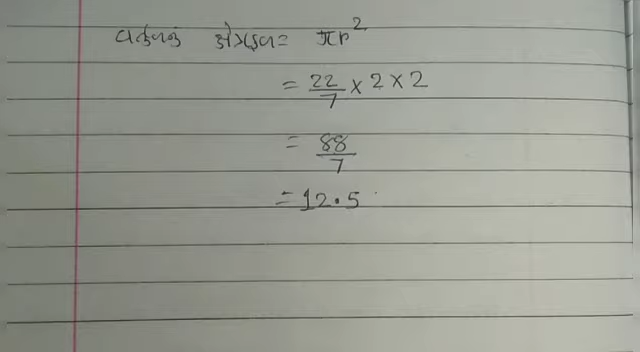 વર્તુળનું ક્ષેત્રફળ = πr²
= 22/7 × 2 × 2
= 88/7
= 12.5